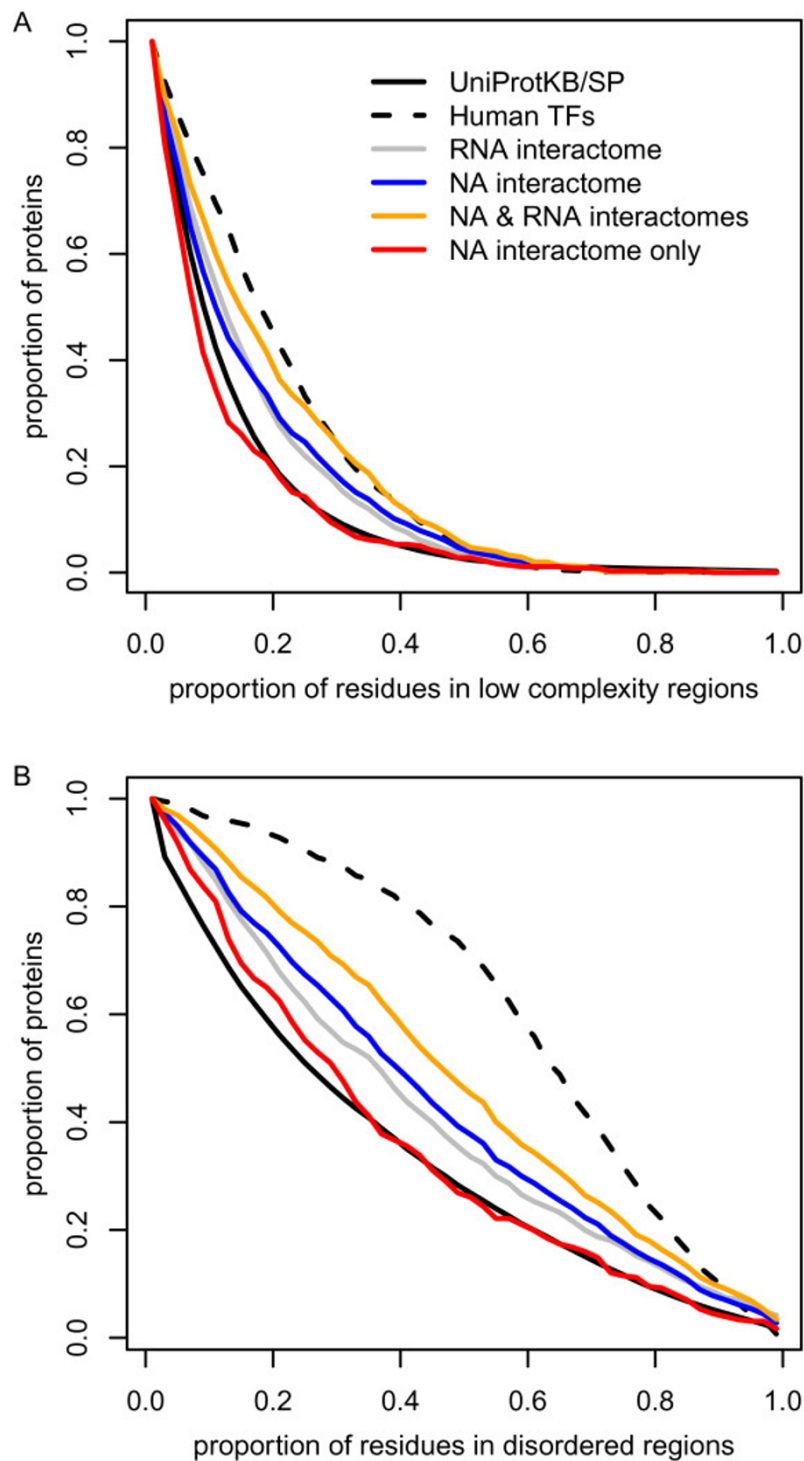 A
1.0
0.8
0.6
0.4
0.2
0.0
proportion of proteins
UniProtKB/SP
Human TFs
RNA interactome
NA interactome
NA & RNA interactomes
NA interactome only
0.0 0.2 0.4 0.6 0.8 1.0
proportion of residues in low complexity regions
B
1.0
0.8
0.6
0.4
0.2
0.0
proportion of proteins
0.0 0.2 0.4 0.6 0.8 1.0
proportion of residues in disordered regions